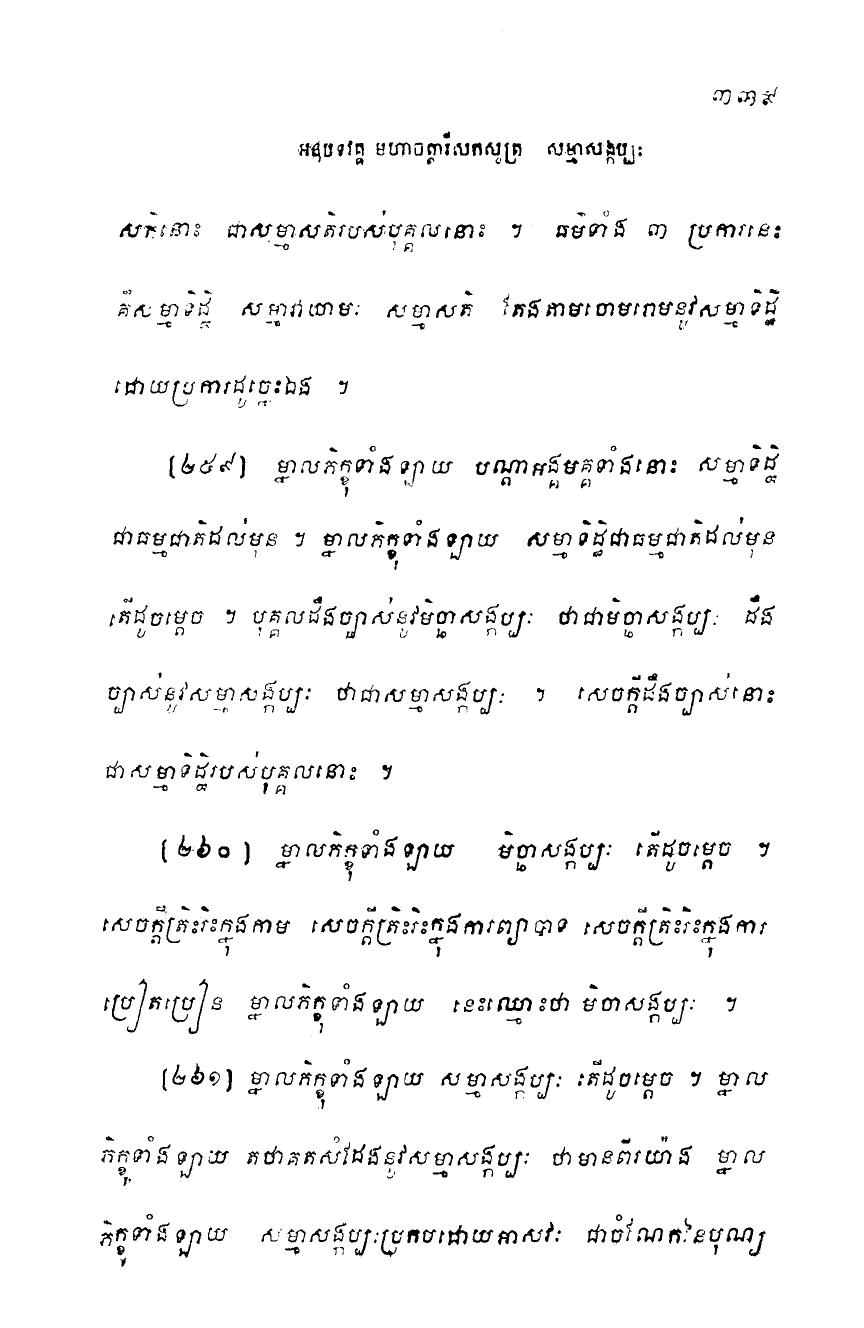 ៣៣៩
អនុបទវគ្គ មហាចត្តារីសកសូត្រ សម្មាសង្កប្បៈ
សតិនោះ ជាសម្មាសតិរបស់បុគ្គលនោះ ។ ធម៌ទាំង ៣ ប្រការនេះ
គឺសម្មាទិដ្ឋិ សម្មាវាយាមៈ សម្មាសតិ តែងតាមចោមរោមនូវសម្មាទិដ្ឋិ
ដោយប្រការដូច្នេះឯង ។
[២៥៩] ម្នាលភិក្ខុទាំងឡាយ បណ្តាអង្គមគ្គទាំងនោះ សម្មាទិដ្ឋិ
ជាធម្មជាតិដល់មុន ។ ម្នាលភិក្ខុទាំងឡាយ សម្មាទិដ្ឋិជាធម្មជាតិដល់មុន
តើដូចម្តេច ។ បុគ្គលដឹងច្បាស់នូវមិច្ឆាសង្កប្បៈ ថាជាមិច្ឆាសង្កប្បៈ ដឹង
ច្បាស់នូវសម្មាសង្កប្បៈ ថាជាសម្មាសង្កប្បៈ ។ សេចក្តីដឹងច្បាស់នោះ
ជាសម្មាទិដ្ឋិរបស់បុគ្គលនោះ ។
[២៦០] ម្នាលភិក្ខុទាំងឡាយ មិច្ឆាសង្កប្បៈ តើដូចម្តេច ។
សេចក្តីត្រិះរិះក្នុងកាម សេចក្តីត្រិះរិះក្នុងការព្យាបាទ សេចក្តីត្រិះរិះក្នុងការ
ប្រៀតប្រៀន ម្នាលភិក្ខុទាំងឡាយ នេះឈ្មោះថា មិច្ឆាសង្កប្បៈ ។
[២៦១] ម្នាលភិក្ខុទាំងឡាយ សម្មាសង្កប្បៈ តើដូចម្តេច ។ ម្នាល
ភិក្ខុទាំងឡាយ តថាគតសំដែងនូវសម្មាសង្កប្បៈ ថាមានពីរយ៉ាង ម្នាល
ភិក្ខុទាំងឡាយ សម្មាសង្កប្បៈប្រកបដោយអាសវៈ ជាចំណែកនៃបុណ្យ